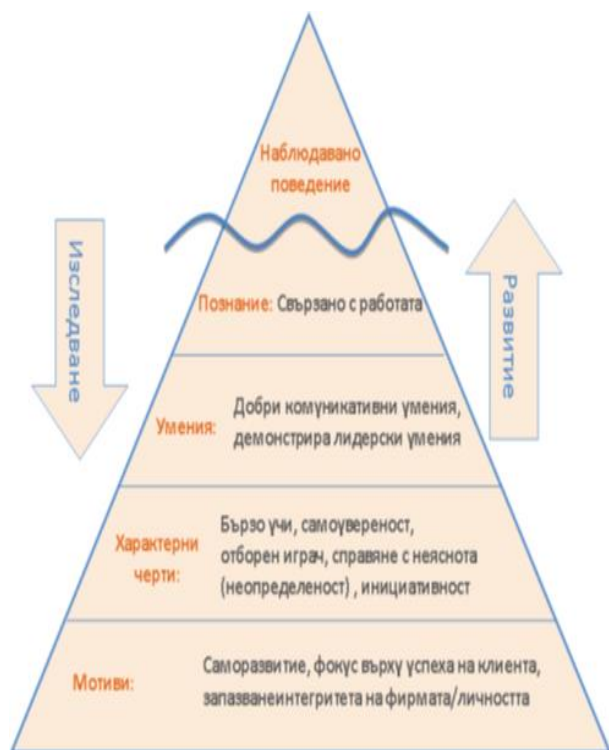 Наблюдавано
поведение
Изследване
Развитие
Познание: Свързано с работата
Умения: Добри комуникативни умения,
демонстрира лидерски умения
Характерни черти: Бързо учи, самоувереност,
отборен играч, справяне с неяснота
(неопределеност) , инициативност
Мотиви: Саморазвитие, фокус върху успеха на клиента,
запазванеинтегритета на фирмата/личността